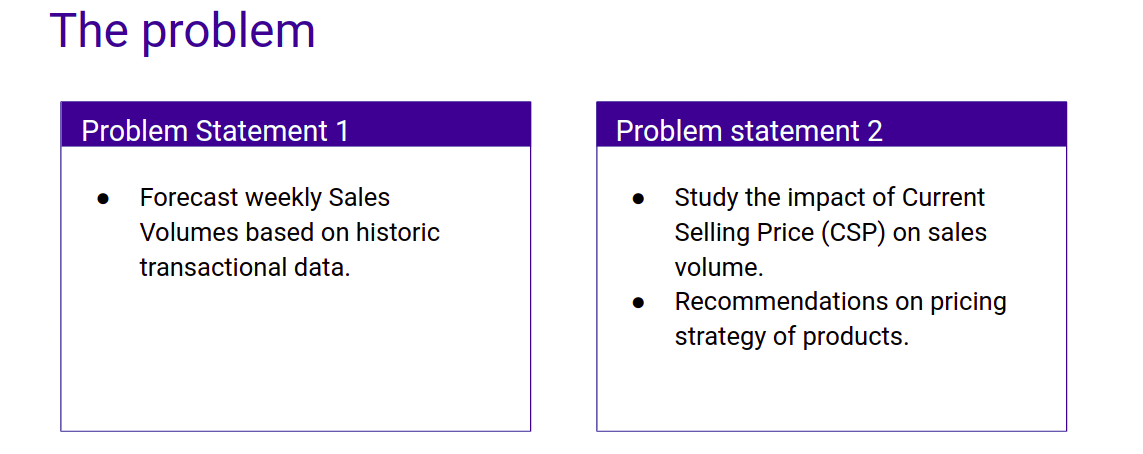 The problem
Problem Statement 1
● Forecast weekly Sales
Volumes based on historic
transactional data.
Problem statement 2
● Study the impact of Current
Selling Price (CSP) on sales
volume.
● Recommendations on pricing
strategy of products.